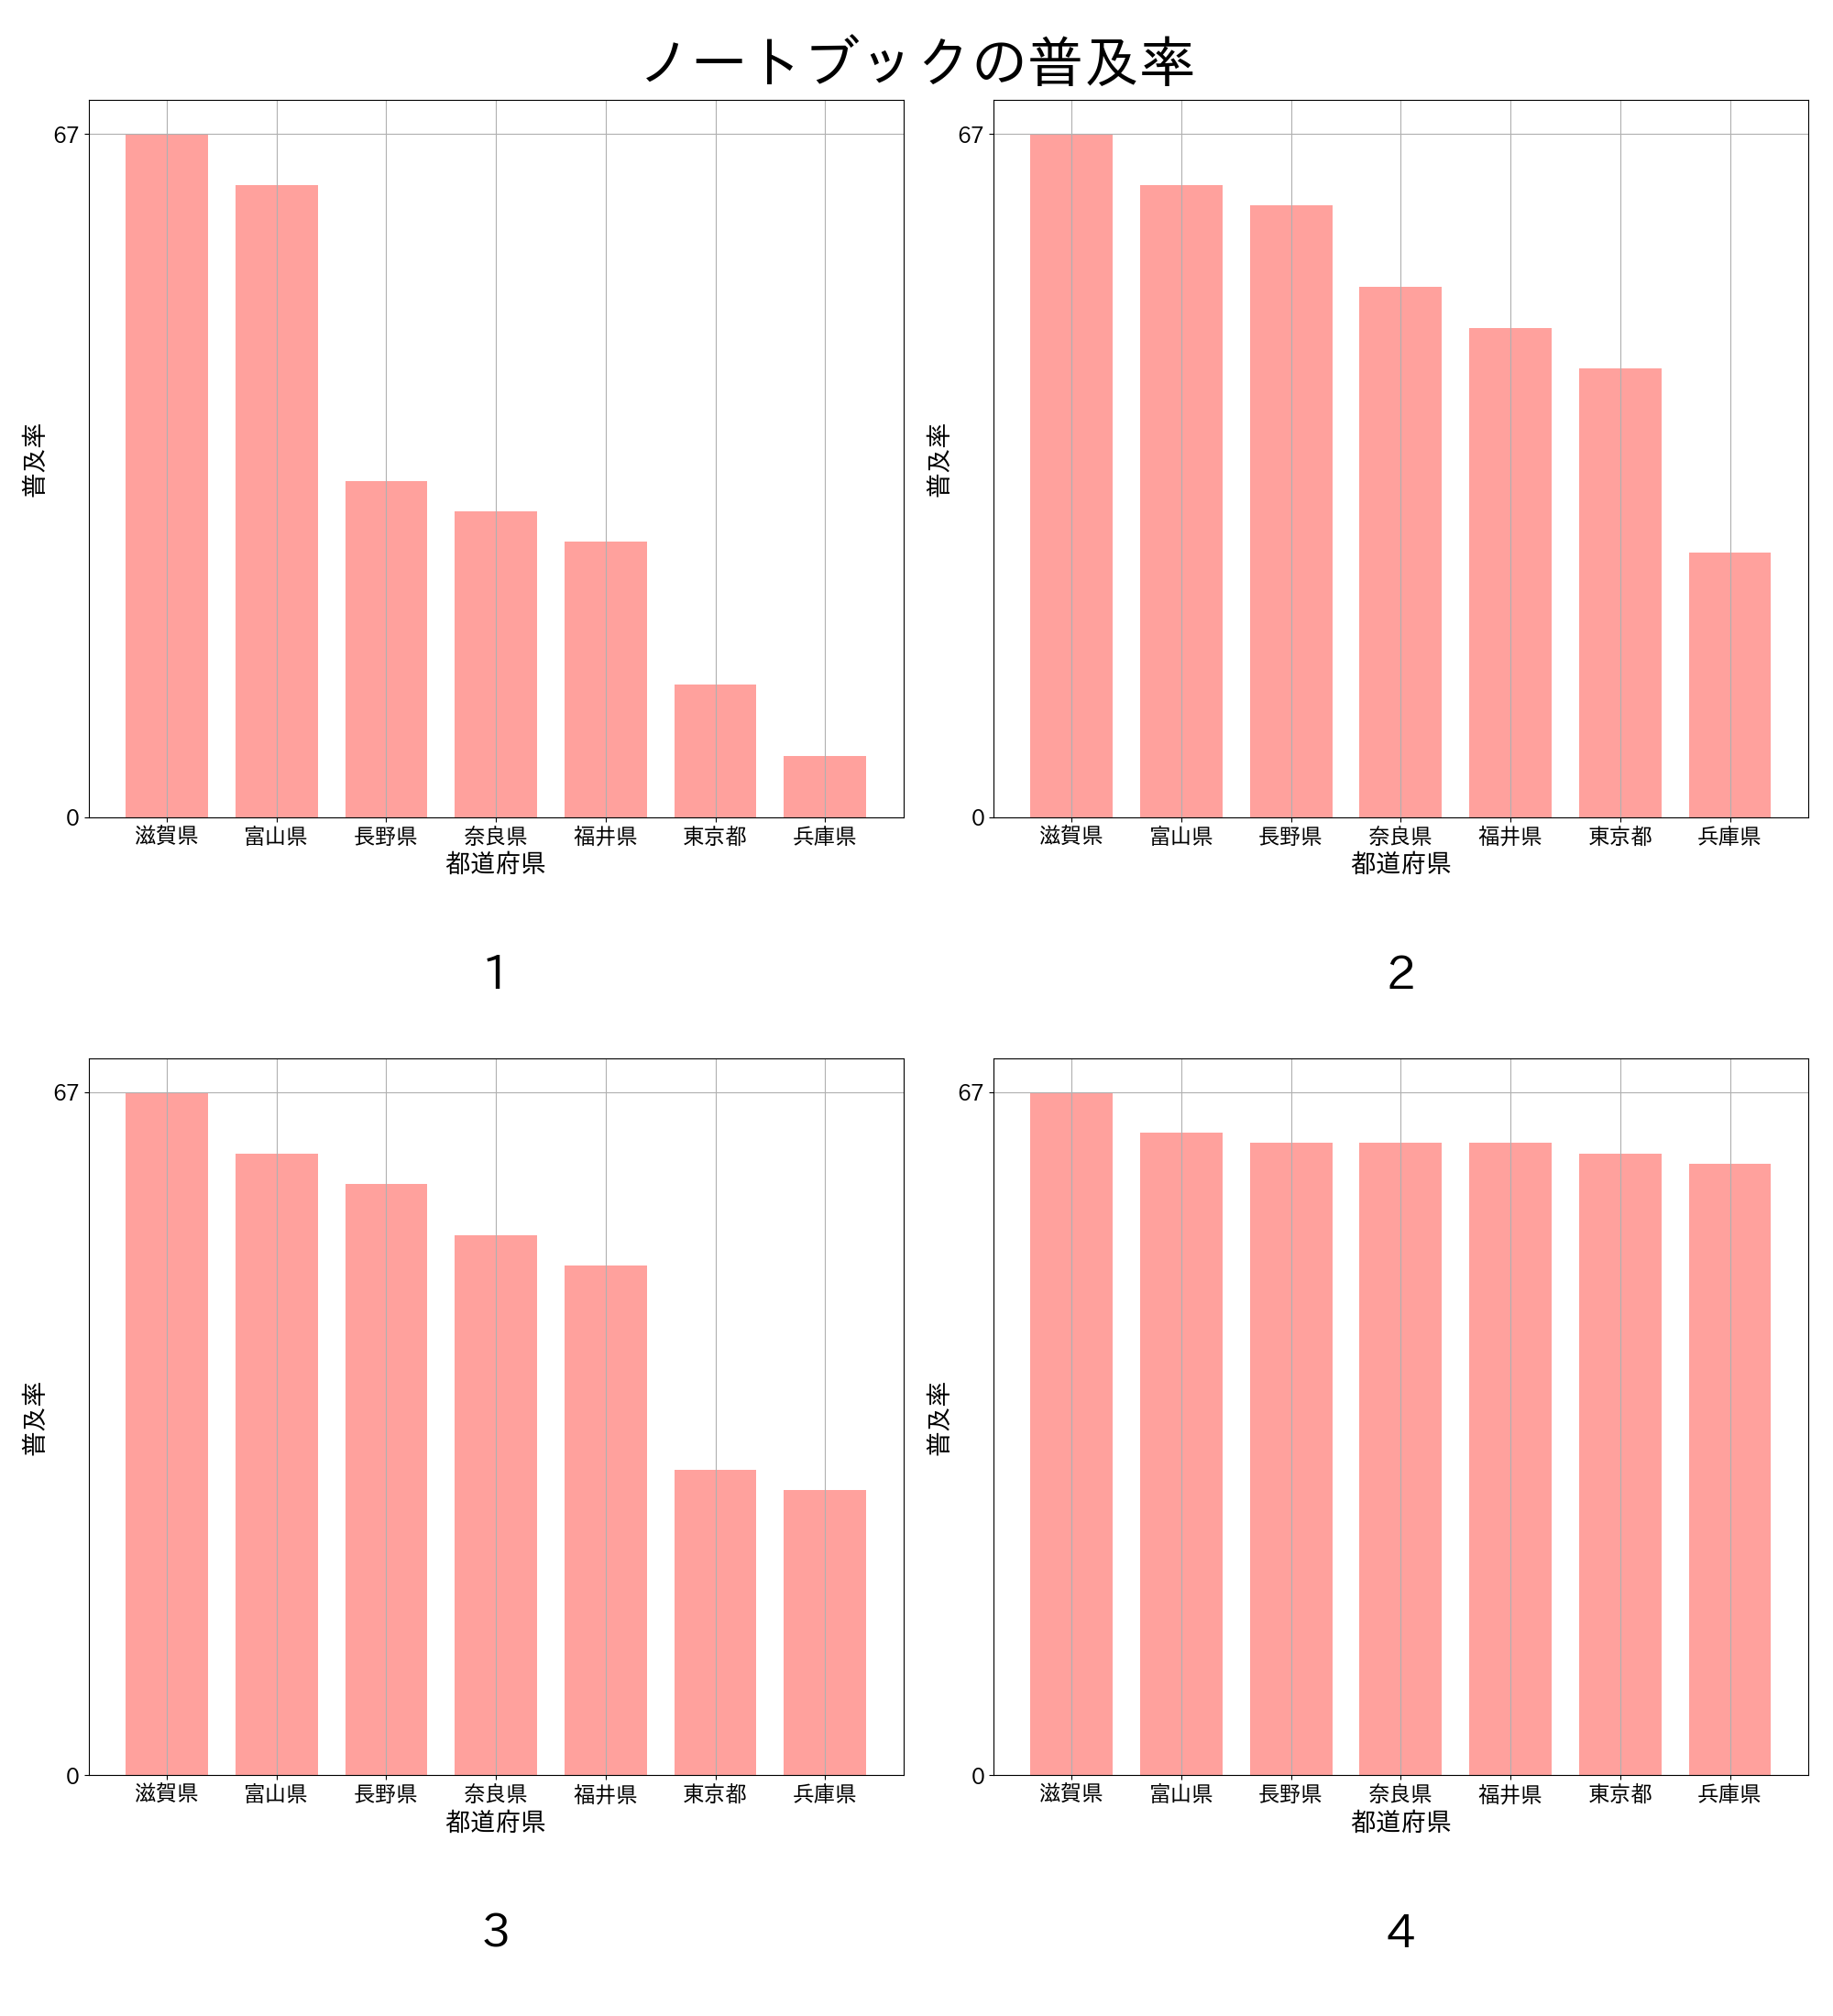 ノートブックの普及率
67
0
普及率
滋賀県 富山県 長野県 奈良県 福井県 東京都 兵庫県
都道府県
1
67
0
普及率
滋賀県 富山県 長野県 奈良県 福井県 東京都 兵庫県
都道府県
2
67
0
普及率
滋賀県 富山県 長野県 奈良県 福井県 東京都 兵庫県
都道府県
3
67
0
普及率
滋賀県 富山県 長野県 奈良県 福井県 東京都 兵庫県
都道府県
4